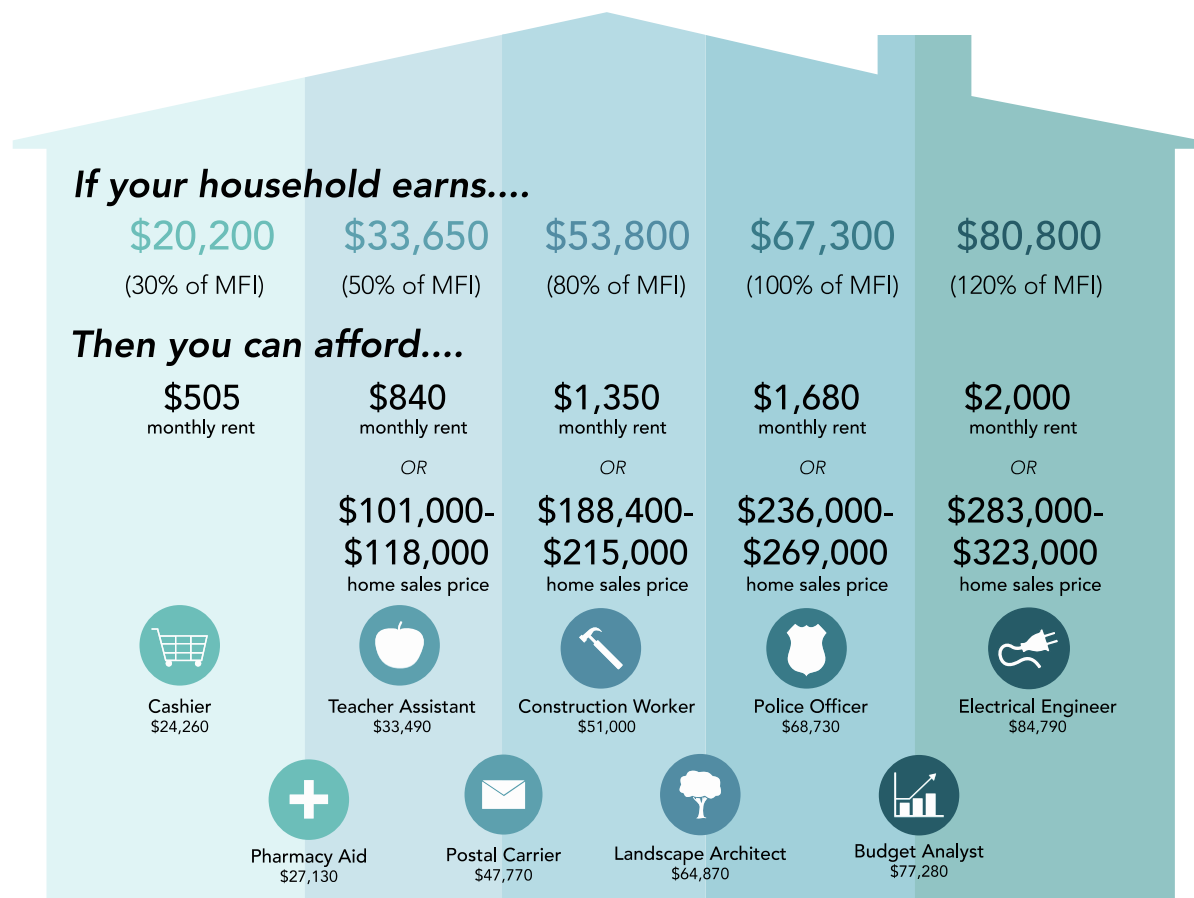 If your household earns....
$20,200 $33,650 $53,800 $67,300 $80,800
(30% of MFI) (50% of MFI) (80% of MFI) (100% of MFI) (120% of MFI)
Then you can afford....
$505 $840 $1,350 $1,680 $2,000
monthly rent monthly rent monthly rent monthly rent monthly rent
OR OR OR OR
$101,000- $188,400- $236,000- $283,000-
$118,000 $215,000 $269,000 $323,000
home sales price home sales price home sales price home sales price
Cashier Teacher Assistant Construction Worker Police Officer Electrical Engineer
$24,260 $33,490 $51,000 $68,730 $84,790
Pharmacy Aid Postal Carrier Landscape Architect Budget Analyst
$27,130 $47,770 $64,870 $77,280